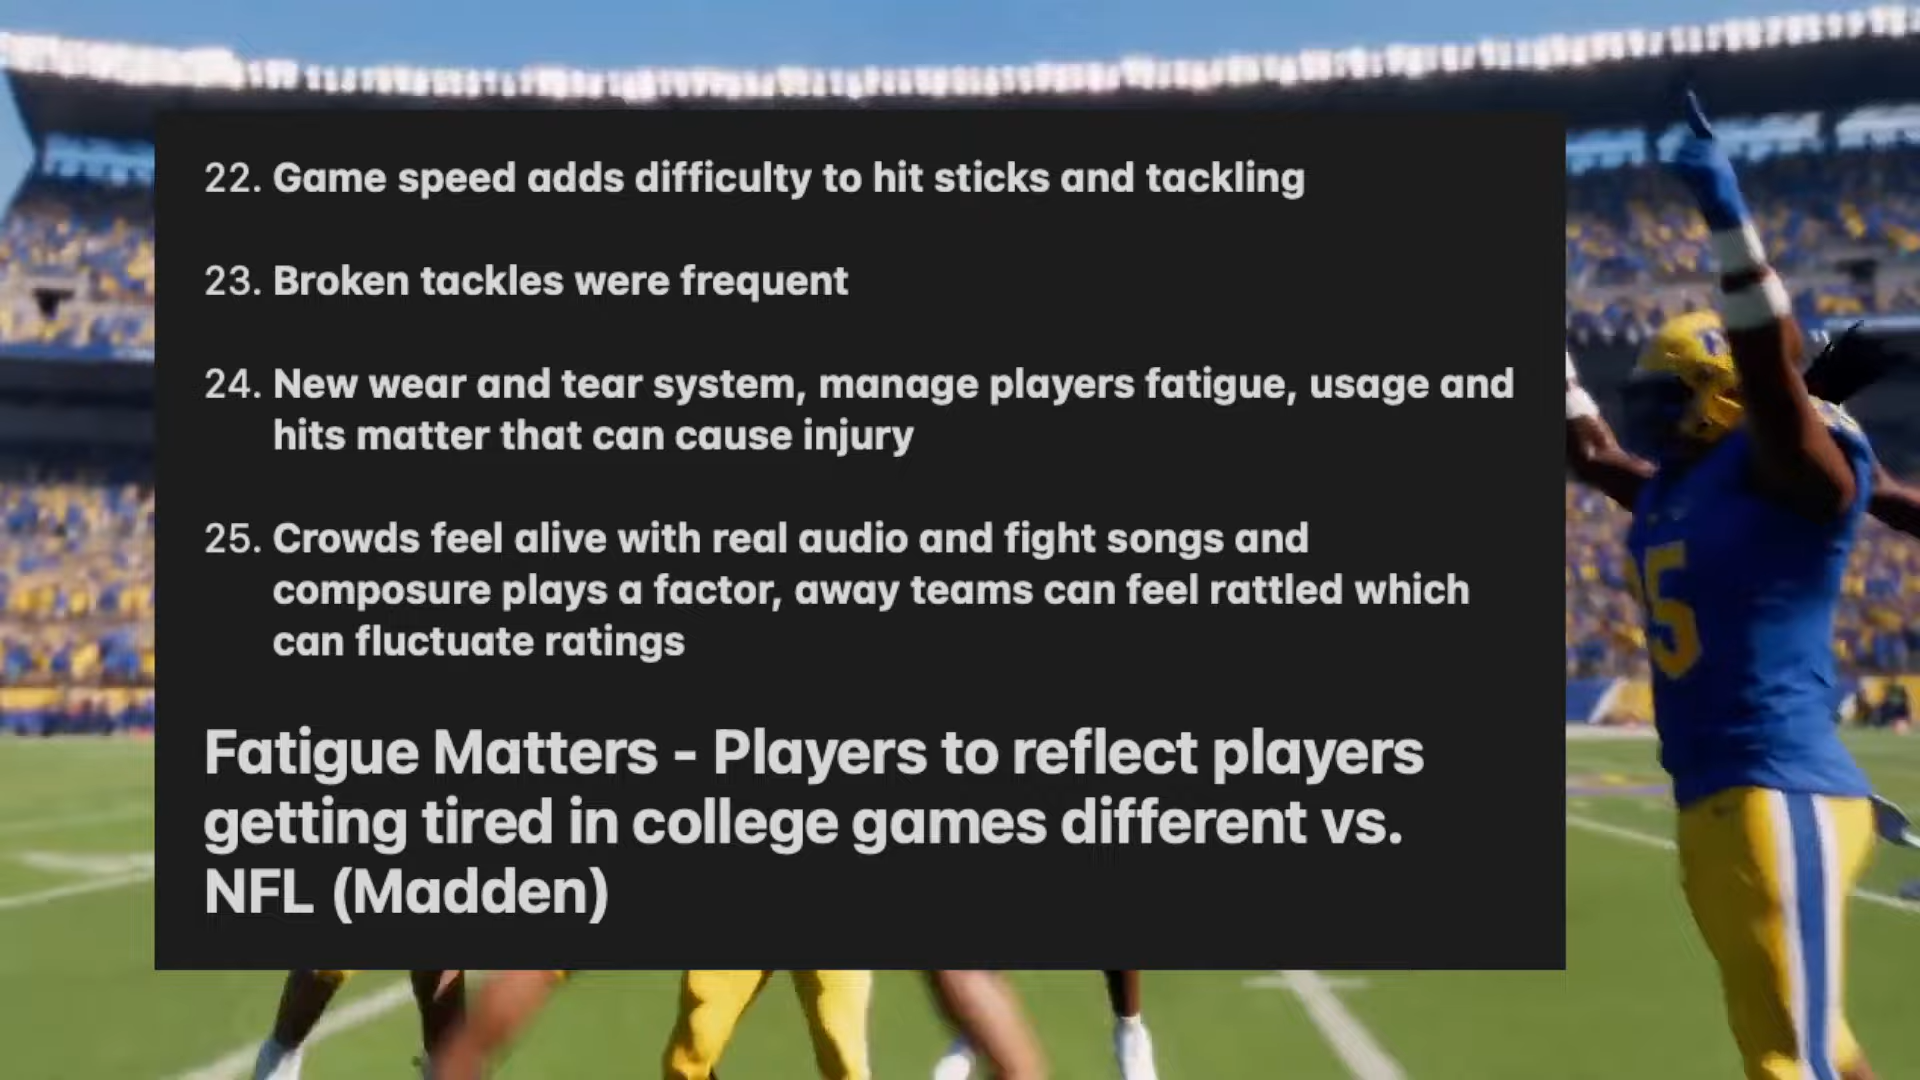 22. Game speed adds difficulty to hit sticks and tackling
23. Broken tackles were frequent
24. New wear and tear system, manage players fatigue, usage and
hits matter that can cause injury
25. Crowds feel alive with real audio and fight songs and
composure plays a factor, away teams can feel rattled which
can fluctuate ratings
Fatigue Matters - Players to reflect players
getting tired in college games different vs.
NFL (Madden)